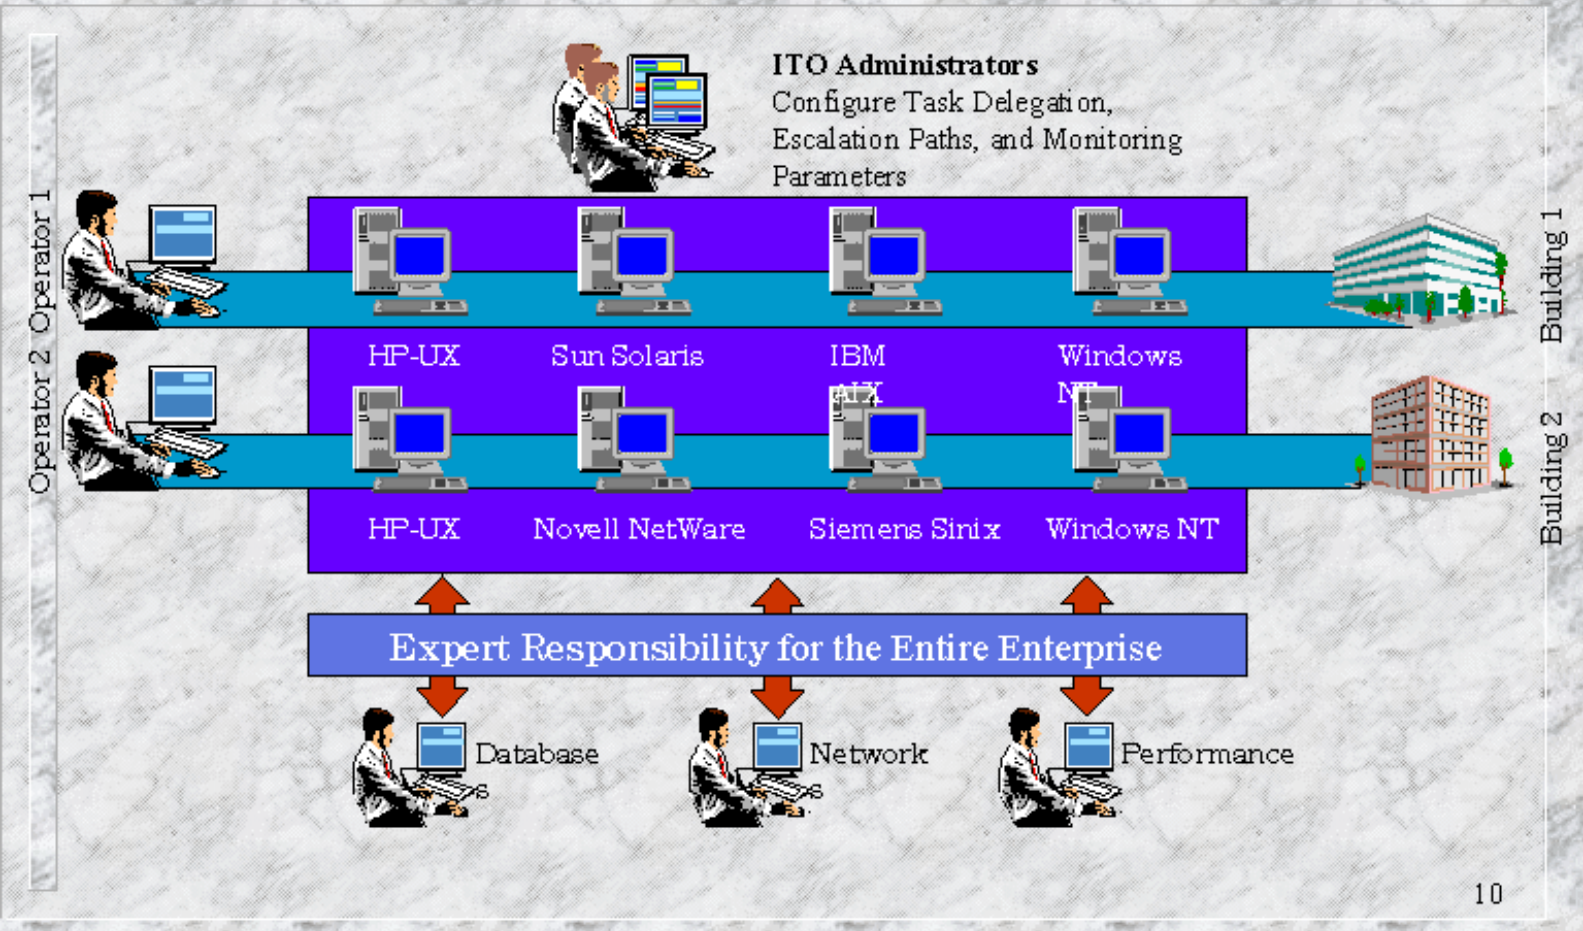 ITO Administrators
Configure Task Delegation,
Escalation Paths, and Monitoring
Parameters
Operator 1
Building 1
HP-UX
Sun Solaris
IBM
AIX
Windows
NT
Operator 2
Building 2
HP-UX
Novell NetWare
Siemens Sinix
Windows NT
Expert Responsibility for the Entire Enterprise
Database
s
Network
s
Performance
10